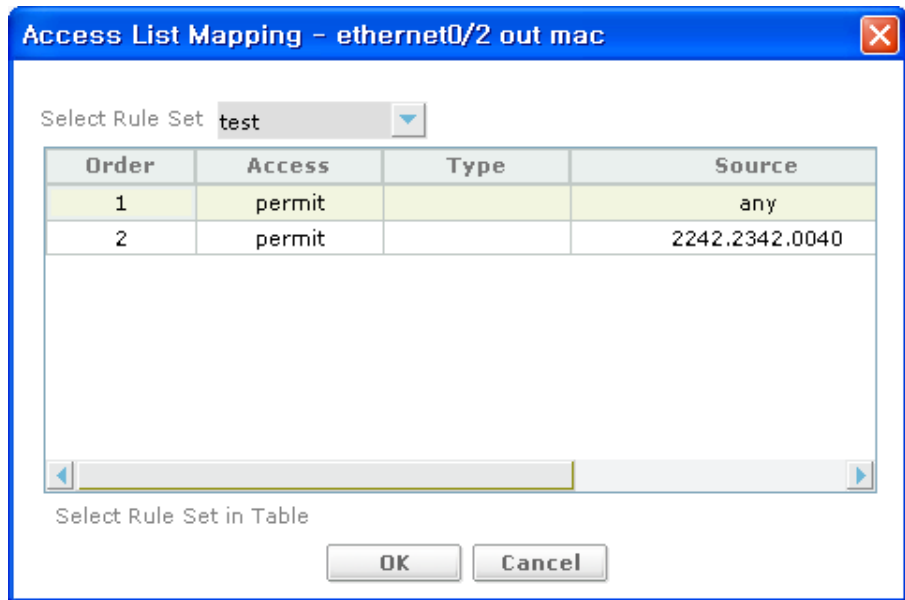 Access List Mapping - ethernet0/2 out mac
Select Rule Set test
Order Access Type Source
1 permit any
2 permit 2242.2342.0040
Select Rule Set in Table
OK Cancel